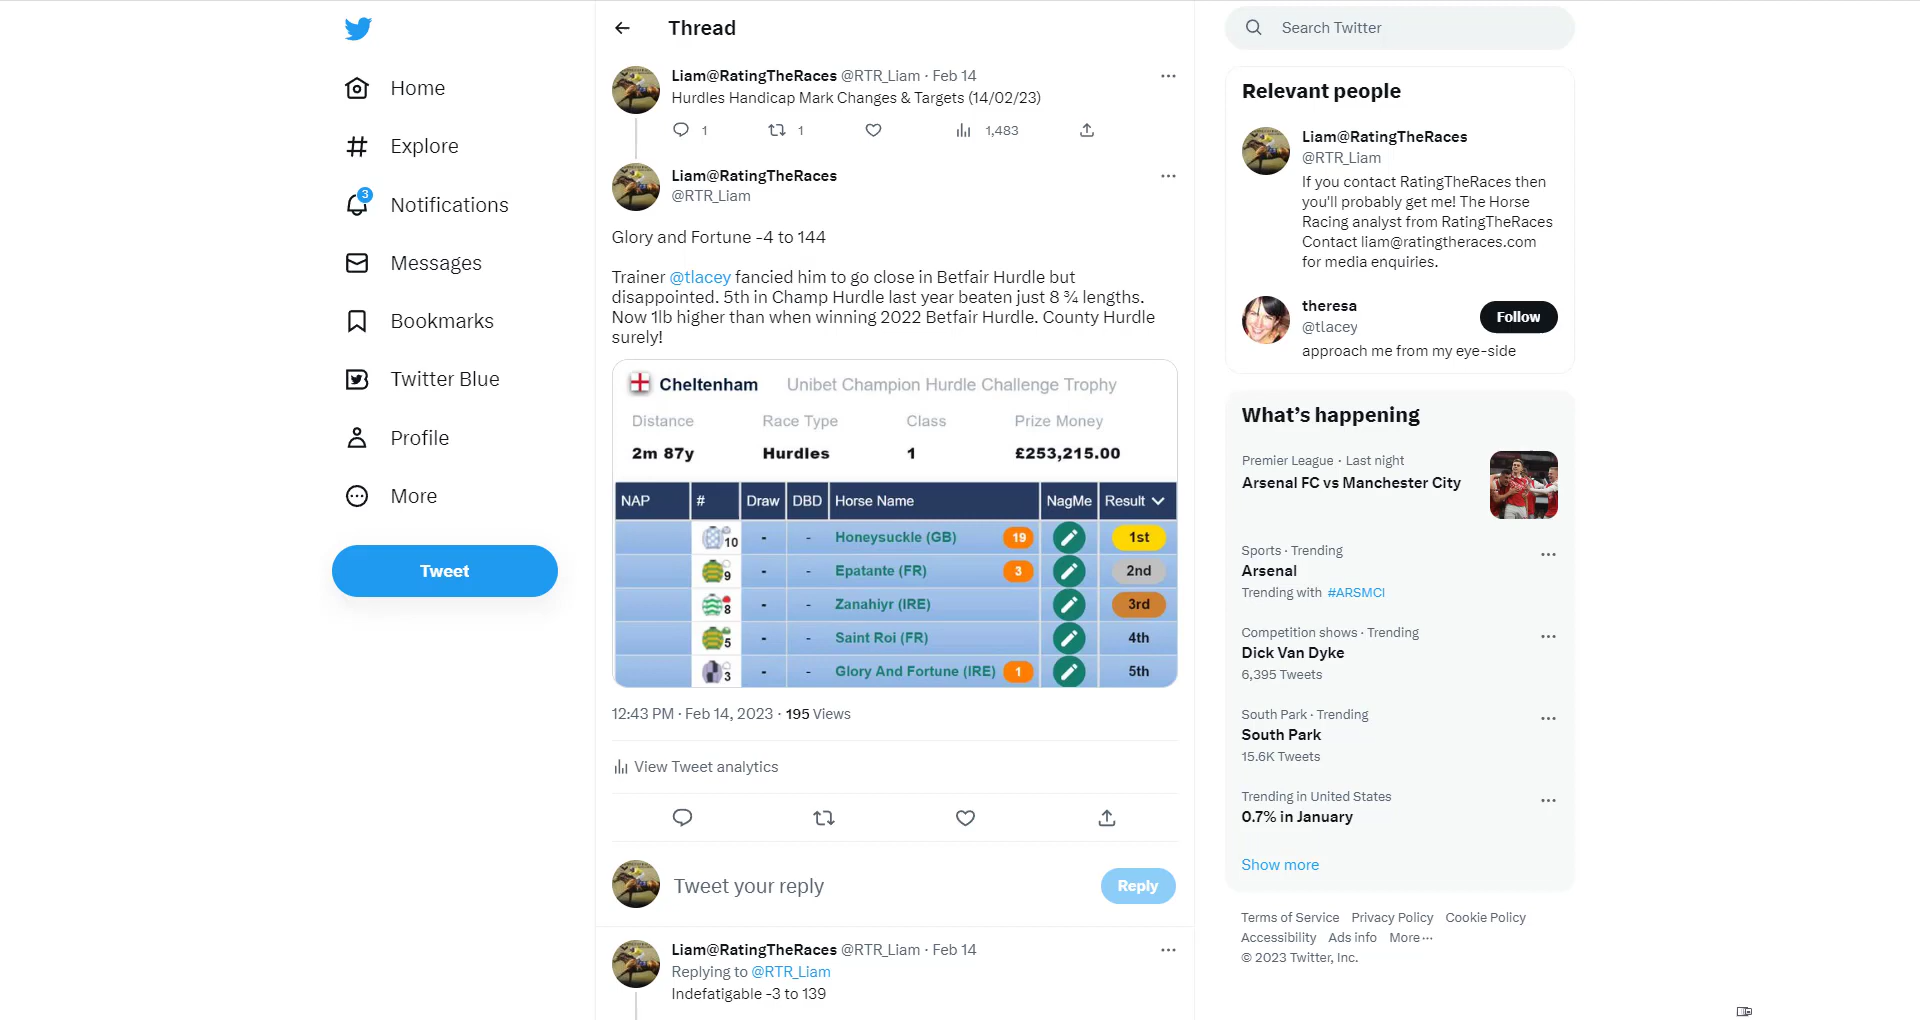 Home
Explore
3
Notifications
Messages
Bookmarks
Twitter Blue
Profile
More
Tweet
Thread
Liam@RatingTheRaces @RTR_Liam · Feb 14
Hurdles Handicap Mark Changes & Targets (14/02/23)
1 1 1,483
Liam@RatingTheRaces
@RTR_Liam
Glory and Fortune -4 to 144
Trainer @tlacey fancied him to go close in Betfair Hurdle but
disappointed. 5th in Champ Hurdle last year beaten just 8 ¾ lengths.
Now 1lb higher than when winning 2022 Betfair Hurdle. County Hurdle
surely!
Cheltenham Unibet Champion Hurdle Challenge Trophy
Distance Race Type Class Prize Money
2m 87y Hurdles 1 £253,215.00
NAP # Draw DBD Horse Name NagMe Result
10 - - Honeysuckle (GB) 19 1st
9 - - Epatante (FR) 3 2nd
8 - - Zanahiyr (IRE) 3rd
5 - - Saint Roi (FR) 4th
3 - - Glory And Fortune (IRE) 1 5th
12:43 PM · Feb 14, 2023 · 195 Views
View Tweet analytics
Tweet your reply
Reply
Liam@RatingTheRaces @RTR_Liam · Feb 14
Replying to @RTR_Liam
Indefatigable -3 to 139
Search Twitter
Relevant people
Liam@RatingTheRaces
@RTR_Liam
If you contact RatingTheRaces then
you'll probably get me! The Horse
Racing analyst from RatingTheRaces
Contact liam@ratingtheraces.com
for media enquiries.
theresa
@tlacey
Follow
approach me from my eye-side
What's happening
Premier League · Last night
Arsenal FC vs Manchester City
Sports · Trending
Arsenal
Trending with #ARSMCI
Competition shows · Trending
Dick Van Dyke
6,395 Tweets
South Park · Trending
South Park
15.6K Tweets
Trending in United States
0.7% in January
Show more
Terms of Service Privacy Policy Cookie Policy
Accessibility Ads info More ···
© 2023 Twitter, Inc.